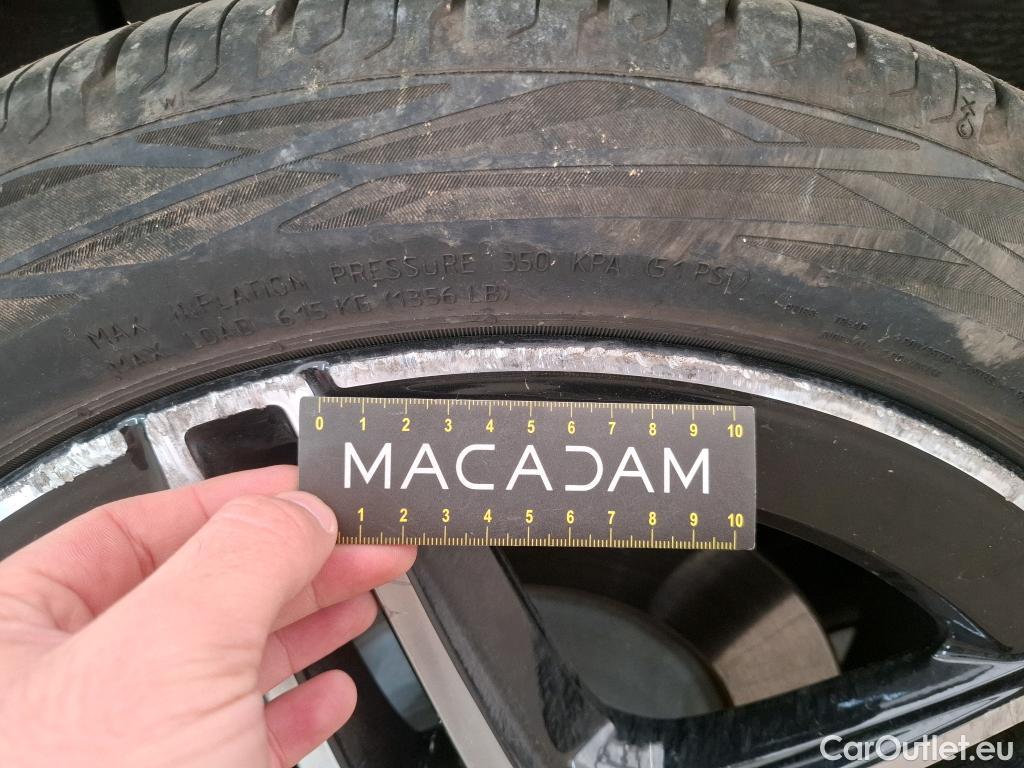 MAX INFLATION PRESSURE 350 KPA (51 PSI)
MAX LOAD 615 KG (1356 LB)
0 1 2 3 4 5 6 7 8 9 10
MACADAM
1 2 3 4 5 6 7 8 9 10
CarOutlet.eu